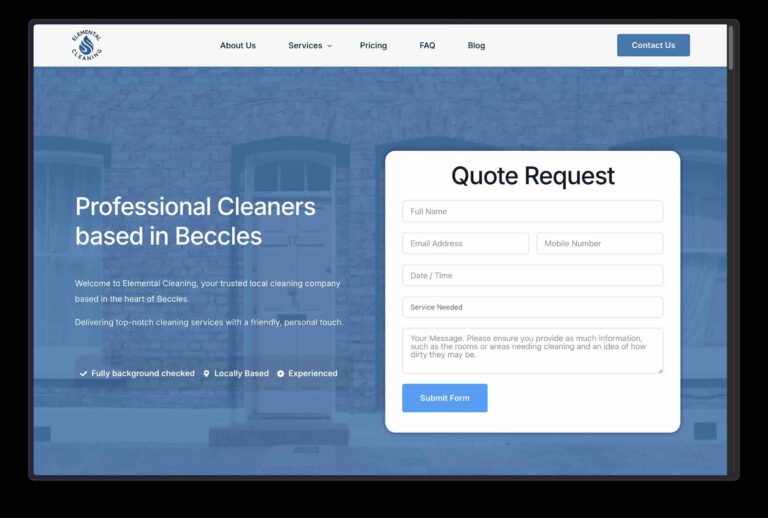 ELEMENTAL
CLEANING
About Us
Services
Pricing
FAQ
Blog
Contact Us
Professional Cleaners
based in Beccles
Welcome to Elemental Cleaning, your trusted local cleaning company
based in the heart of Beccles.
Delivering top-notch cleaning services with a friendly, personal touch.
Fully background checked
Locally Based
Experienced
17
Quote Request
Full Name
Email Address
Mobile Number
Date / Time
Service Needed
Your Message. Please ensure you provide as much information,
such as the rooms or areas needing cleaning and an idea of how
dirty they may be.
Submit Form